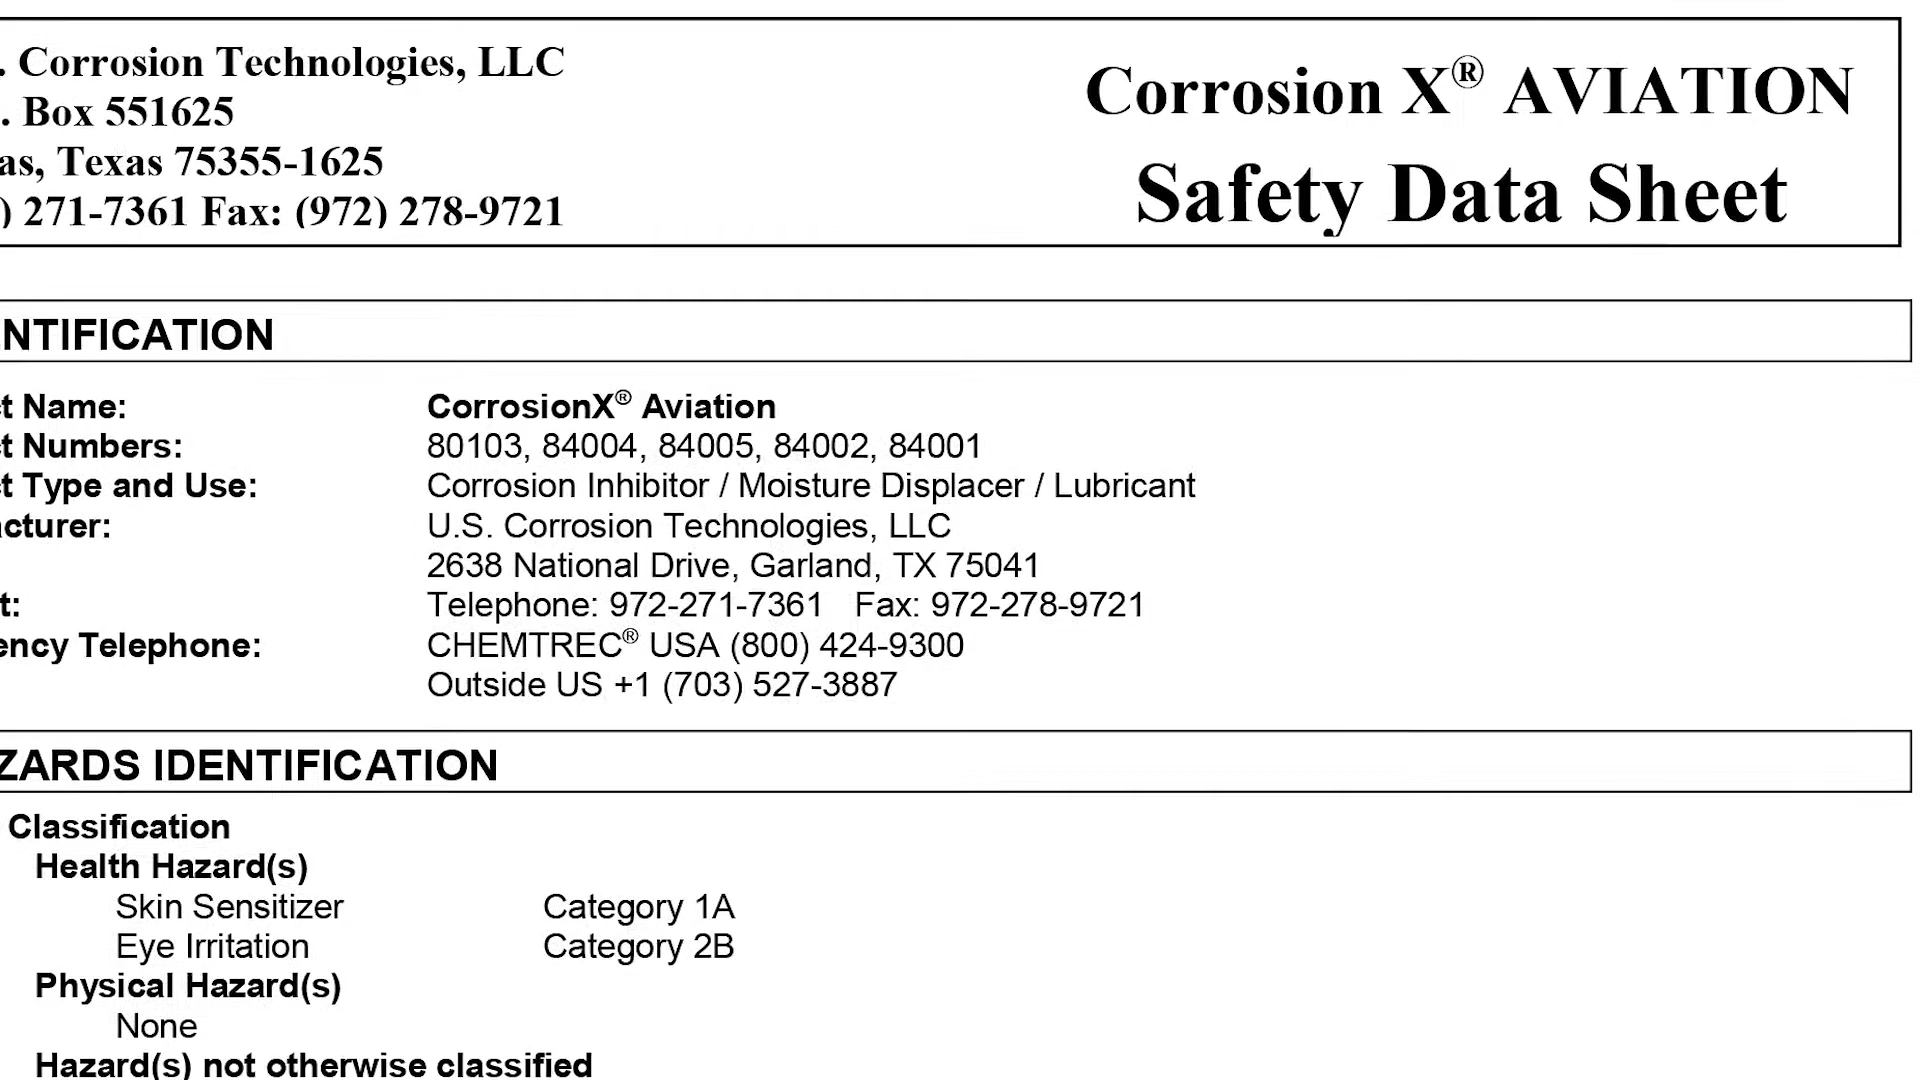 . Corrosion Technologies, LLC
. Box 551625
as, Texas 75355-1625
) 271-7361 Fax: (972) 278-9721
Corrosion X® AVIATION
Safety Data Sheet
NTIFICATION
t Name: CorrosionX® Aviation
t Numbers: 80103, 84004, 84005, 84002, 84001
t Type and Use: Corrosion Inhibitor / Moisture Displacer / Lubricant
acturer: U.S. Corrosion Technologies, LLC
2638 National Drive, Garland, TX 75041
t: Telephone: 972-271-7361 Fax: 972-278-9721
ency Telephone: CHEMTREC® USA (800) 424-9300
Outside US +1 (703) 527-3887
ZARDS IDENTIFICATION
Classification
Health Hazard(s)
Skin Sensitizer Category 1A
Eye Irritation Category 2B
Physical Hazard(s)
None
Hazard(s) not otherwise classified